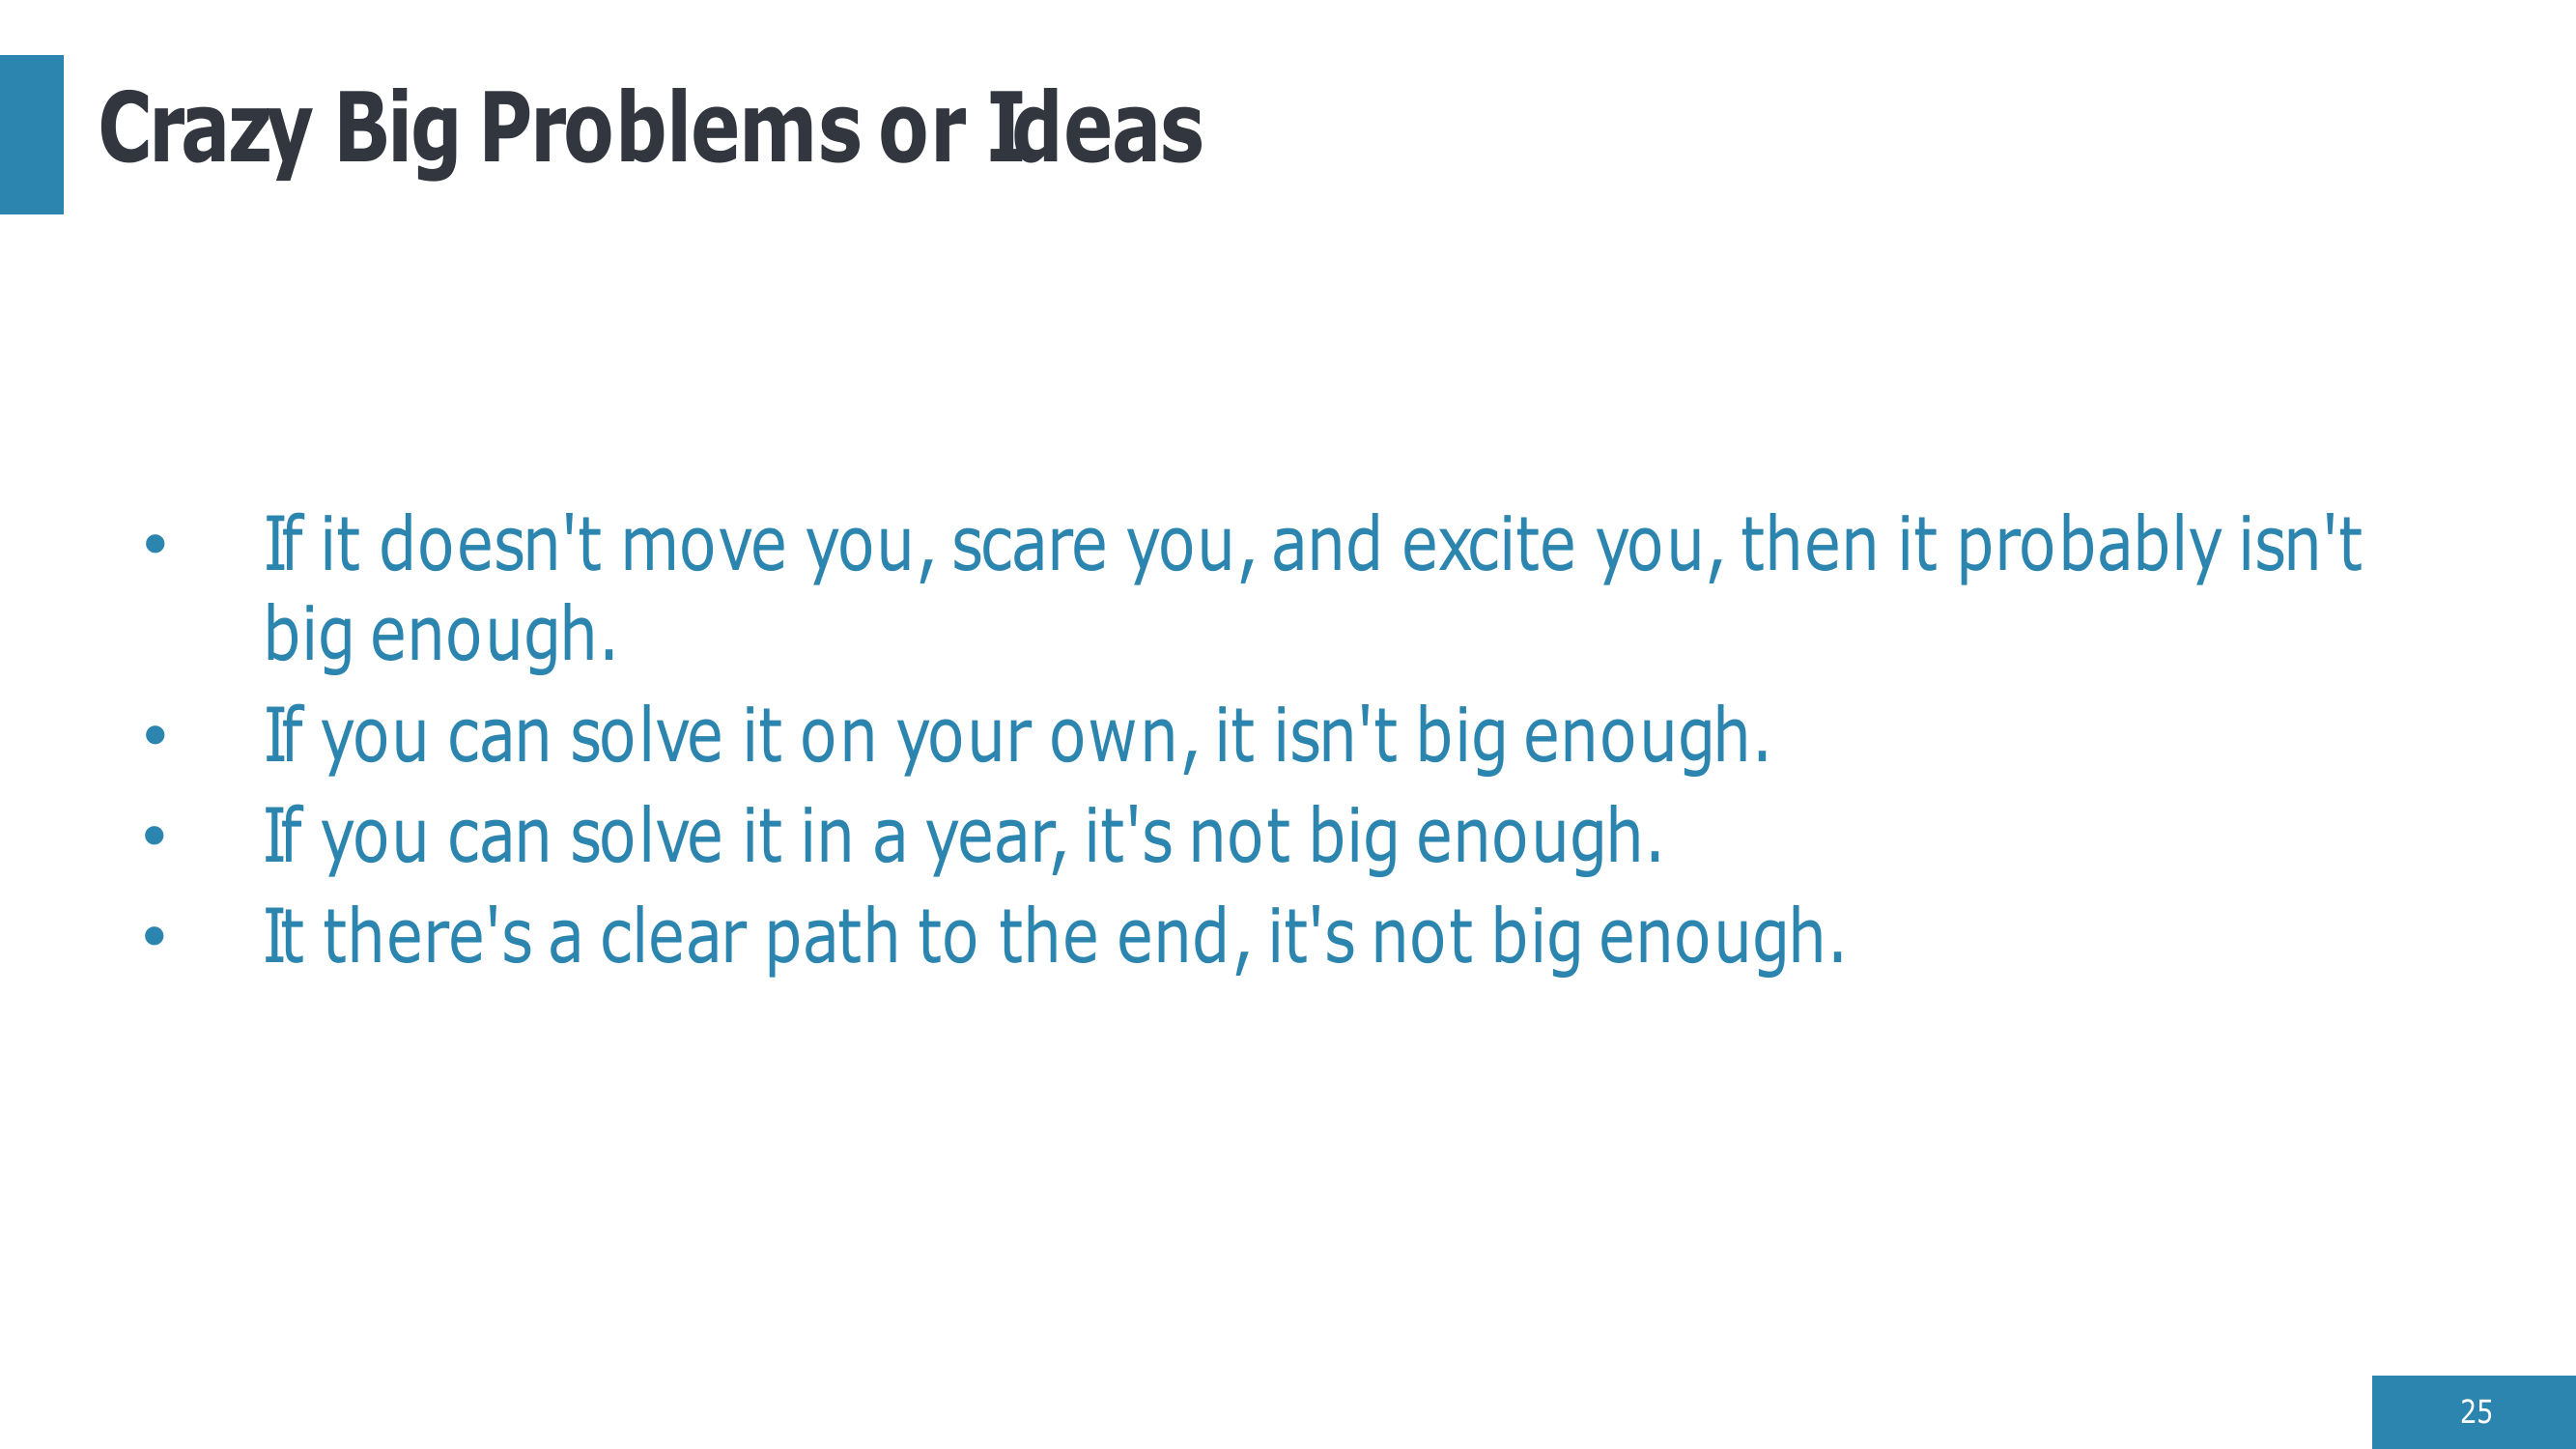 Crazy Big Problems or Ideas
• If it doesn't move you, scare you, and excite you, then it probably isn't
big enough.
• If you can solve it on your own, it isn't big enough.
• If you can solve it in a year, it's not big enough.
• It there's a clear path to the end, it's not big enough.
25